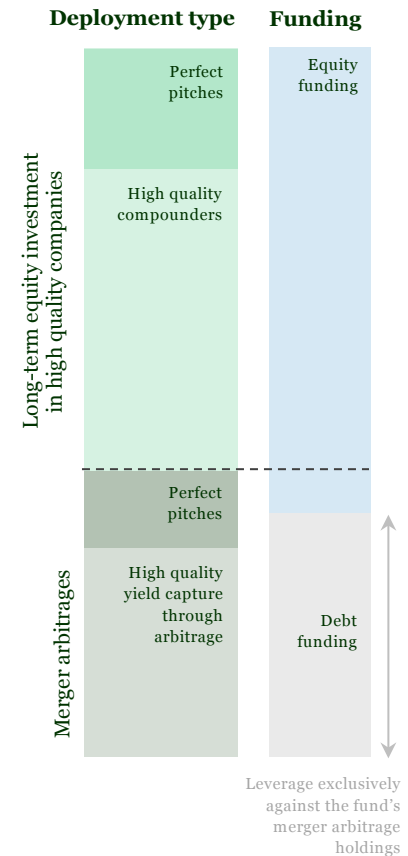 Deployment type
Funding
Long-term equity investment
in high quality companies
Perfect
pitches
Equity
funding
High quality
compounders
Merger arbitrages
Perfect
pitches
High quality
yield capture
through
arbitrage
Debt
funding
Leverage exclusively
against the fund's
merger arbitrage
holdings